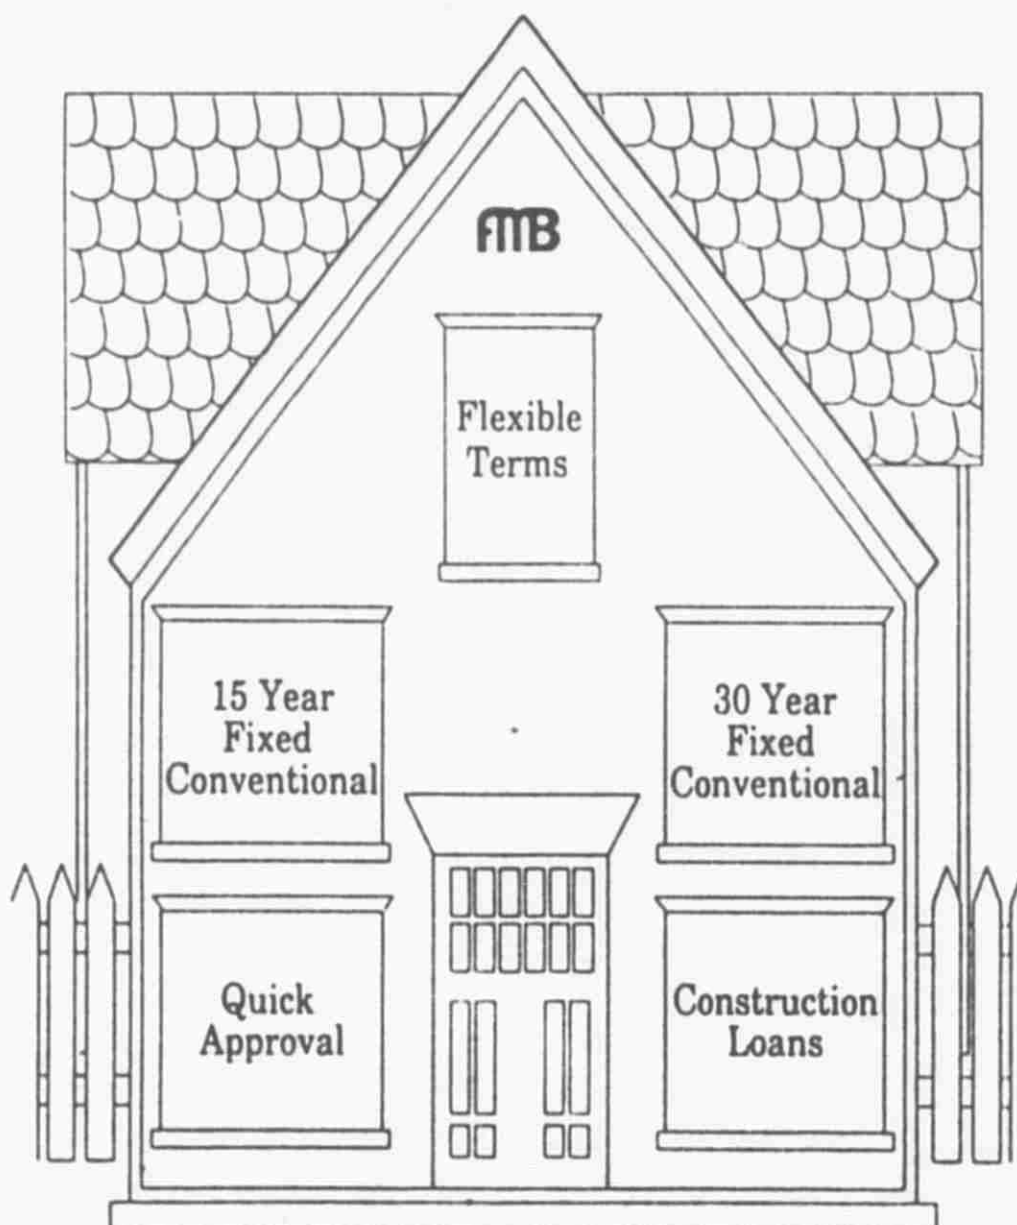 FMB
Flexible
Terms
15 Year
Fixed
Conventional
30 Year
Fixed
Conventional
Quick
Approval
Construction
Loans